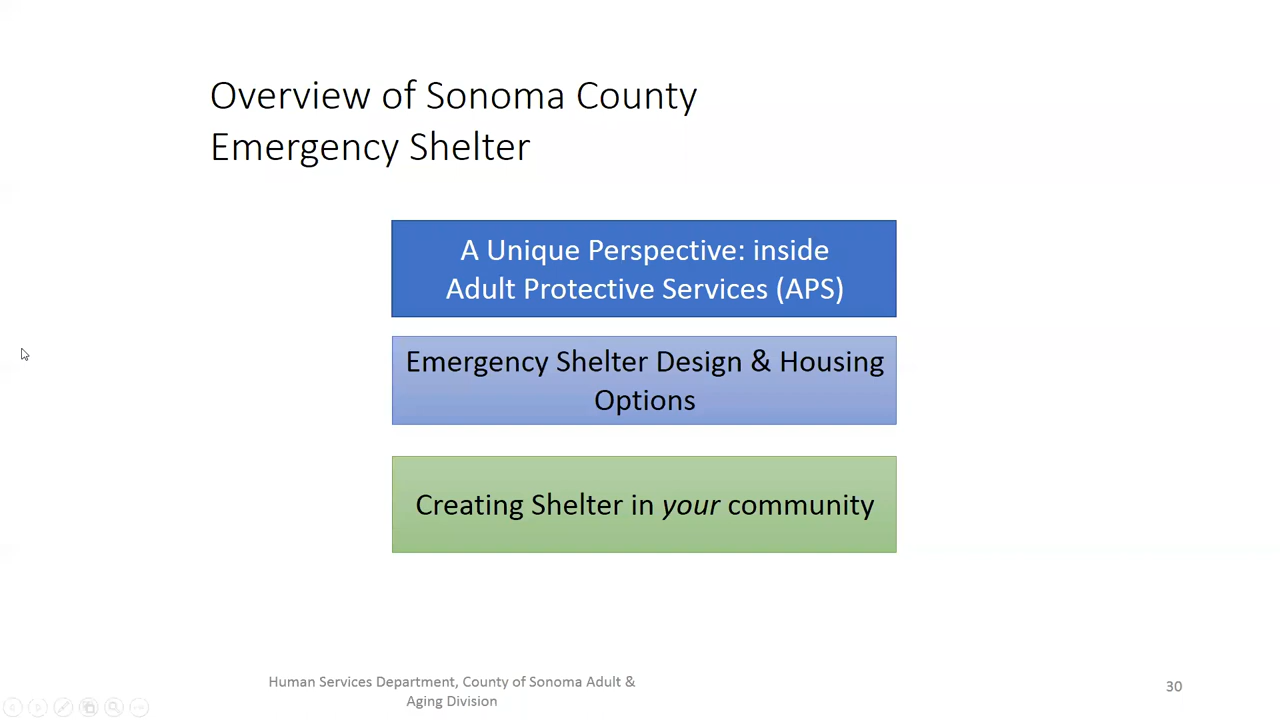 Overview of Sonoma County
Emergency Shelter
A Unique Perspective: inside
Adult Protective Services (APS)
Emergency Shelter Design & Housing
Options
Creating Shelter in your community
Human Services Department, County of Sonoma Adult &
Aging Division
30